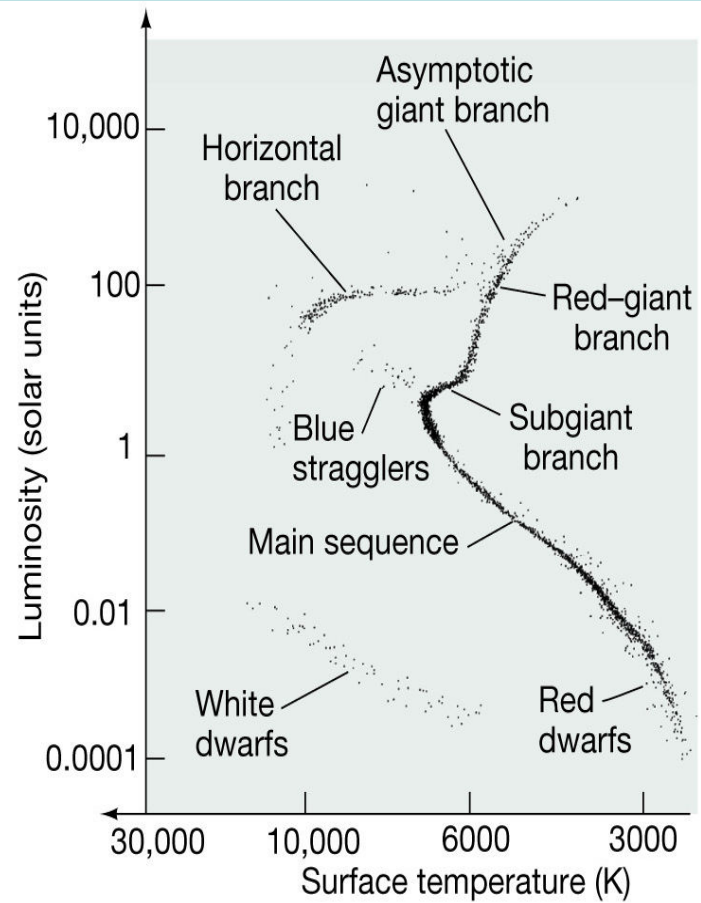 Asymptotic
giant branch
10,000
Horizontal
branch
100
Red–giant
branch
Subgiant
branch
Blue
stragglers
1
Main sequence
0.01
White
dwarfs
Red
dwarfs
0.0001
30,000 10,000 6000 3000
Surface temperature (K)
Luminosity (solar units)